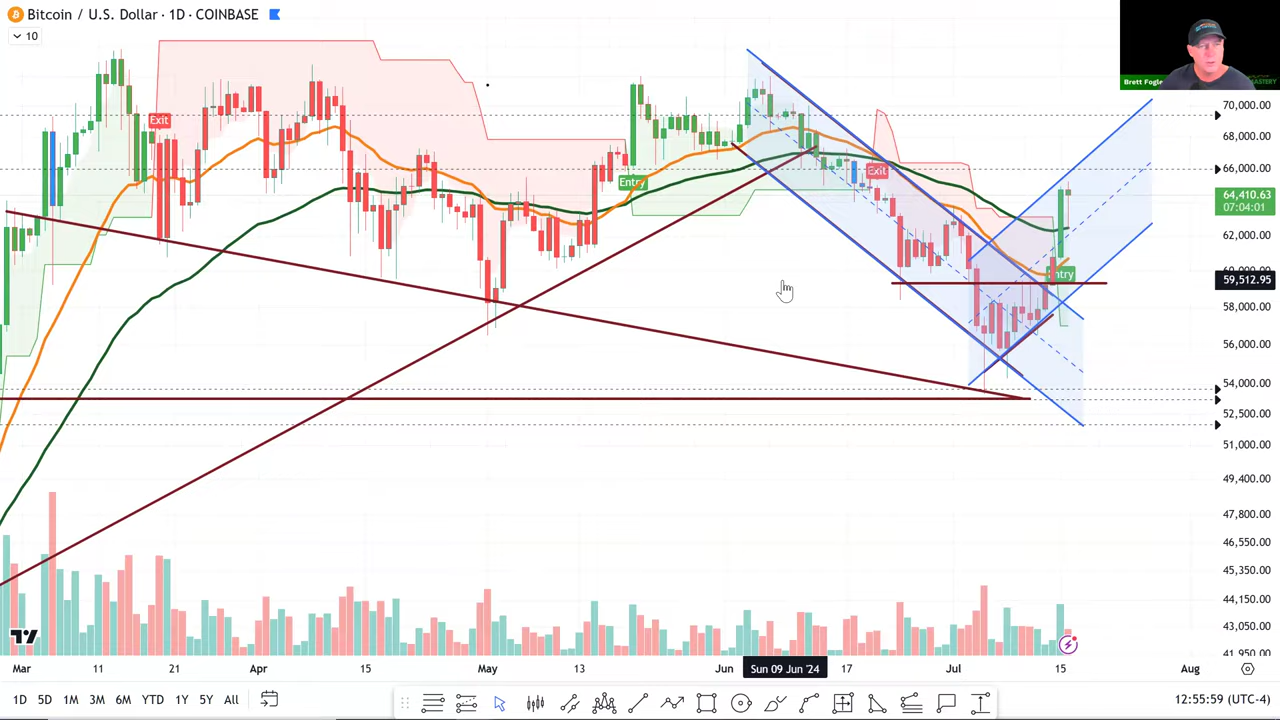 Bitcoin / U.S. Dollar · 1D · COINBASE
10
Brett Fogle
Exit
Entry
Exit
70,000.00
68,000.00
66,000.00
64,410.63
07:04:01
62,000.00
59,512.95
58,000.00
56,000.00
54,000.00
52,500.00
51,000.00
49,400.00
47,800.00
46,550.00
45,350.00
44,150.00
43,050.00
Mar
11
21
Apr
15
May
13
Jun
Sun 09 Jun '24
17
Jul
15
Aug
1D 5D 1M 3M 6M YTD 1Y 5Y All
12:55:59 (UTC-4)